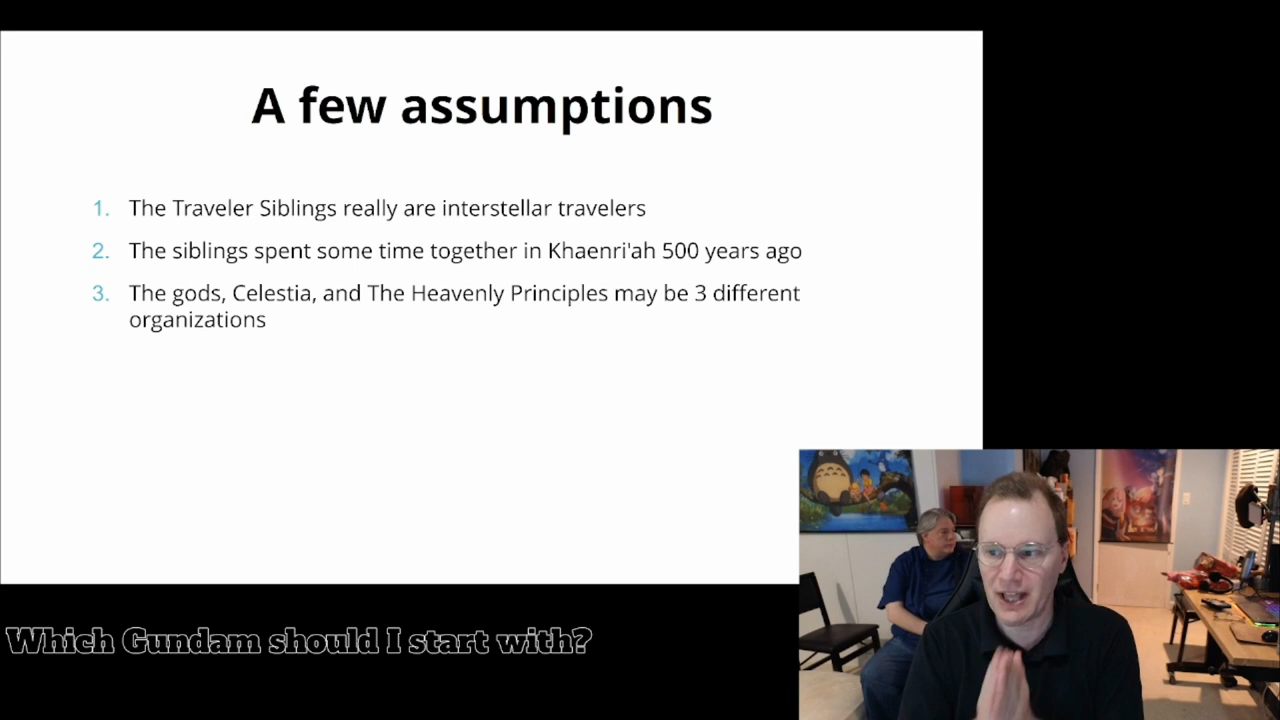 A few assumptions
1. The Traveler Siblings really are interstellar travelers
2. The siblings spent some time together in Khaenri'ah 500 years ago
3. The gods, Celestia, and The Heavenly Principles may be 3 different
organizations
Which Gundam should I start with?